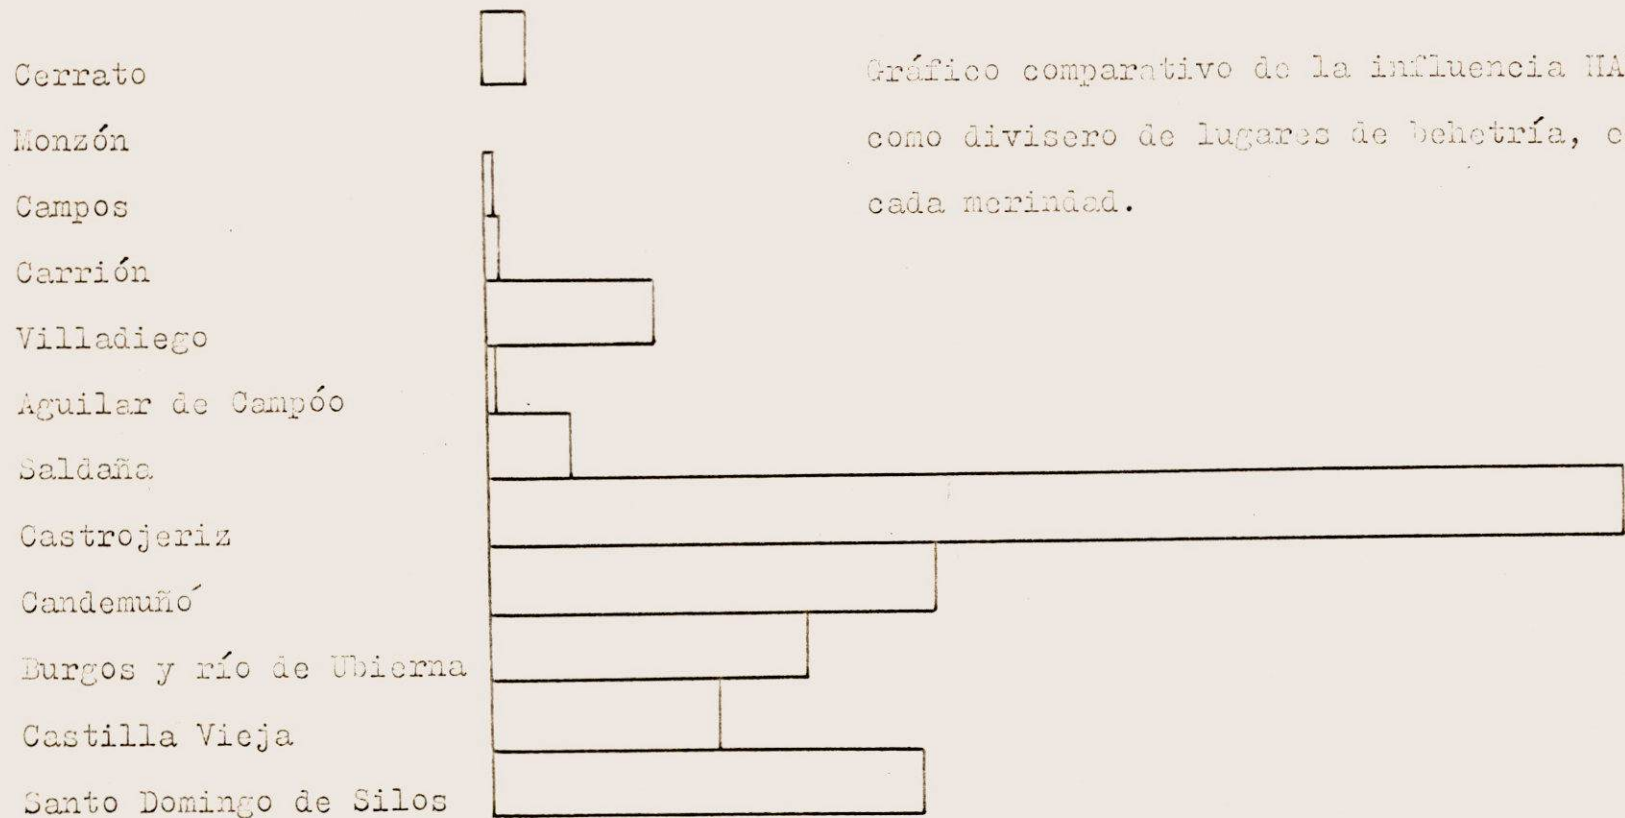 Cerrato
Monzón
Campos
Carrión
Villadiego
Aguilar de Campóo
Saldaña
Castrojeriz
Candemuñó
Burgos y río de Ubierna
Castilla Vieja
Santo Domingo de Silos
Gráfico comparativo de la influencia
como divisero de lugares de behetría,
cada merindad.